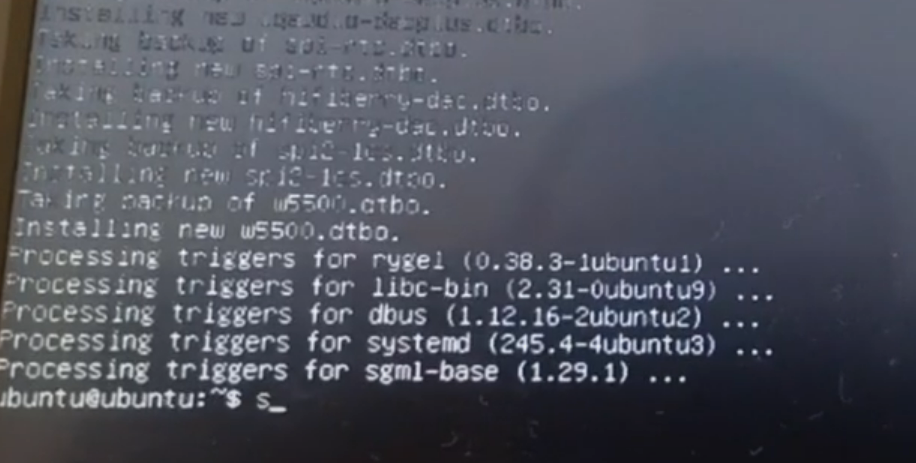 Installing new
Taking backup of spi-rtc.dtbo.
Installing new spi-rtc.dtbo.
Taking backup of hifiberry-dac.dtbo.
Installing new hifiberry-dac.dtbo.
Taking backup of spi2-1cs.dtbo.
Installing new spi2-1cs.dtbo.
Taking backup of w5500.dtbo.
Installing new w5500.dtbo.
Processing triggers for rygel (0.38.3-1ubuntu1) ...
Processing triggers for libc-bin (2.31-0ubuntu9) ...
Processing triggers for dbus (1.12.16-2ubuntu2) ...
Processing triggers for systemd (245.4-4ubuntu3) ...
Processing triggers for sgml-base (1.29.1) ...
ubuntu@ubuntu:~$ s_